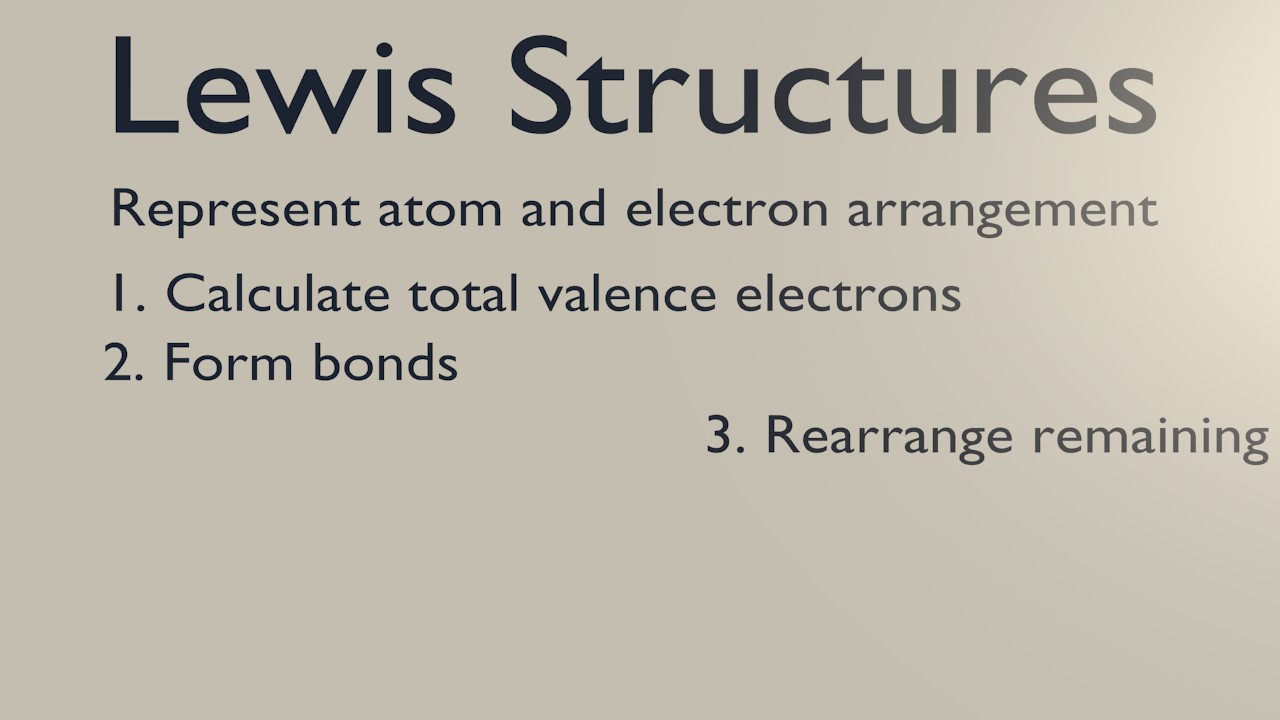 Lewis Structures
Represent atom and electron arrangement
1. Calculate total valence electrons
2. Form bonds
3. Rearrange remaining